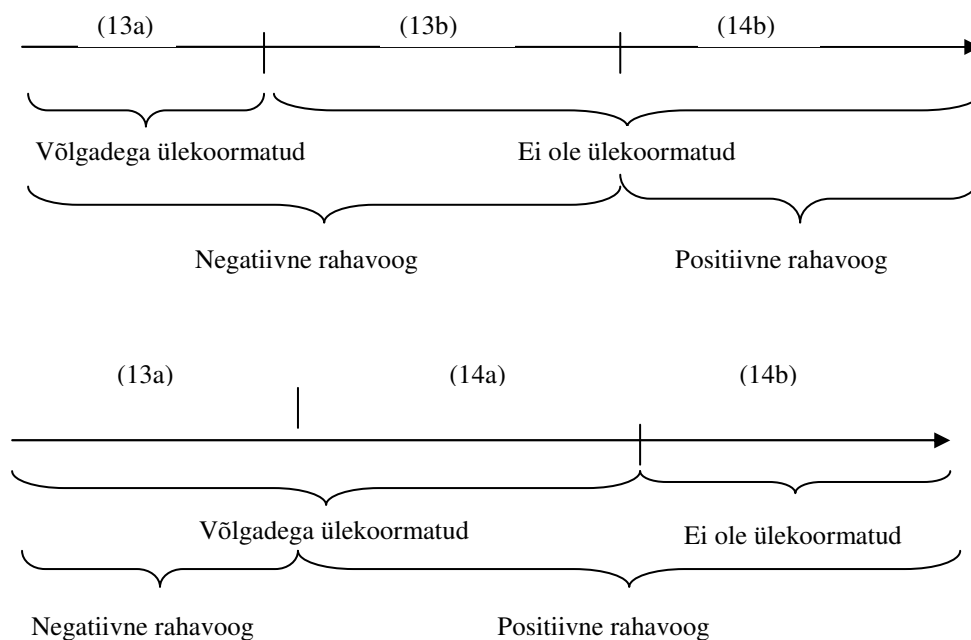 (13a) (13b) (14b)
Võlgadega ülekoormatud Ei ole ülekoormatud
Negatiivne rahavoog Positiivne rahavoog
(13a) (14a) (14b)
Võlgadega ülekoormatud Ei ole ülekoormatud
Negatiivne rahavoog Positiivne rahavoog